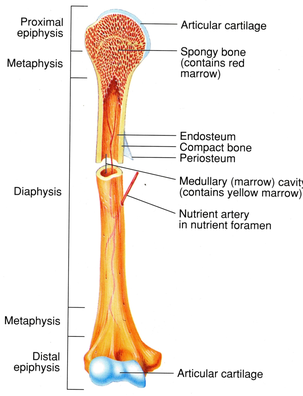 Proximal
epiphysis
Articular cartilage
Metaphysis
Spongy bone
(contains red
marrow)
Endosteum
Compact bone
Periosteum
Diaphysis
Medullary (marrow) cavity
(contains yellow marrow)
Nutrient artery
in nutrient foramen
Metaphysis
Distal
epiphysis
Articular cartilage